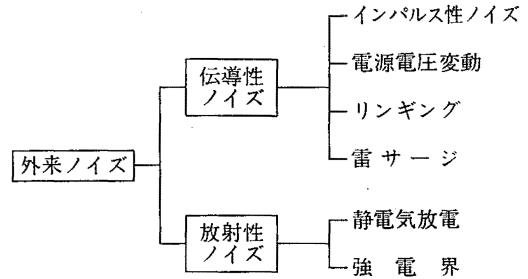 外来ノイズ
伝導性
ノイズ
インパルス性ノイズ
電源電圧変動
リンギング
雷サージ
放射性
ノイズ
静電気放電
強電界